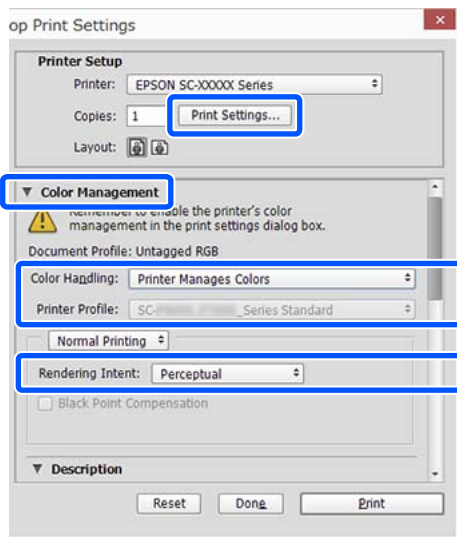 op Print Settings
Printer Setup
Printer: EPSON SC-XXXXX Series
Copies: 1 Print Settings...
Layout:
Color Management
Remember to enable the printer's color
management in the print settings dialog box.
Document Profile: Untagged RGB
Color Handling: Printer Manages Colors
Printer Profile: SC- _Series Standard
Normal Printing
Rendering Intent: Perceptual
Black Point Compensation
Description
Reset Done Print